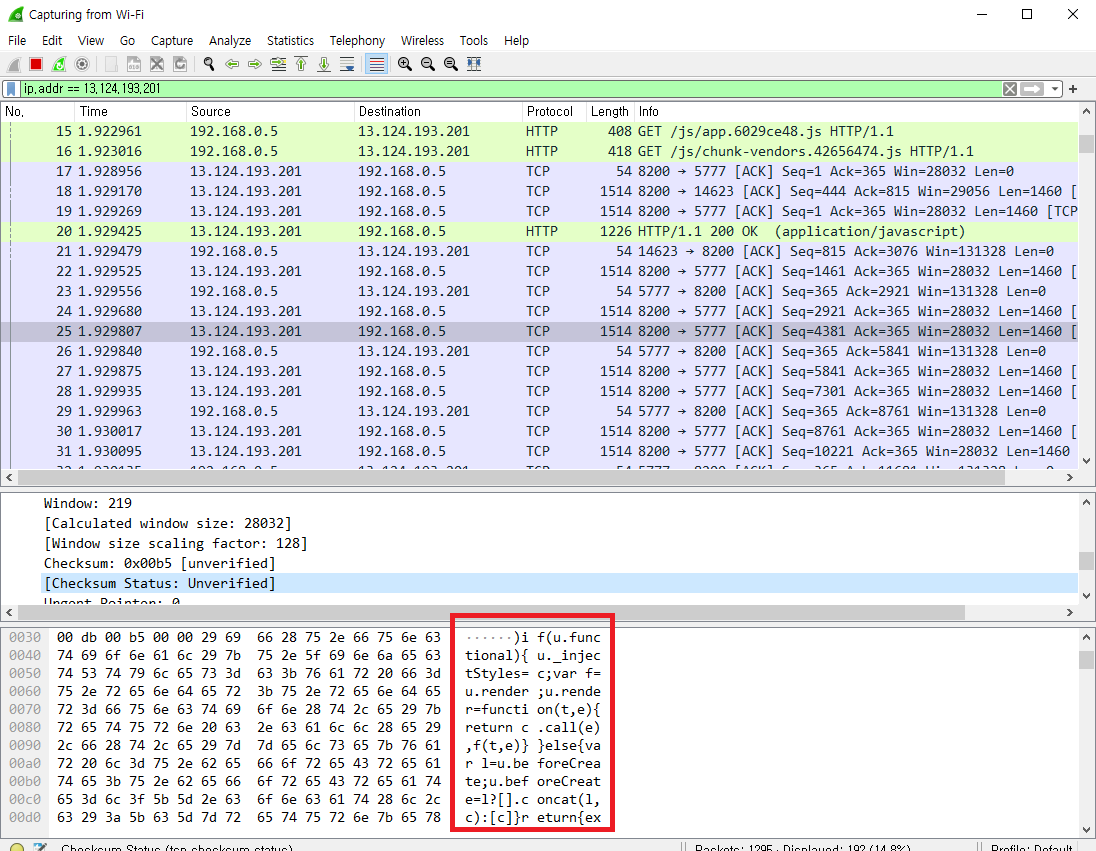 Capturing from Wi-Fi
File Edit View Go Capture Analyze Statistics Telephony Wireless Tools Help
ip.addr == 13.124.193.201
No. Time Source Destination Protocol Length Info
15 1.922961 192.168.0.5 13.124.193.201 HTTP 408 GET /js/app.6029ce48.js HTTP/1.1
16 1.923016 192.168.0.5 13.124.193.201 HTTP 418 GET /js/chunk-vendors.42656474.js HTTP/1.1
17 1.928956 13.124.193.201 192.168.0.5 TCP 54 8200 → 5777 [ACK] Seq=1 Ack=365 Win=28032 Len=0
18 1.929170 13.124.193.201 192.168.0.5 TCP 1514 8200 → 14623 [ACK] Seq=444 Ack=815 Win=29056 Len=1460 [
19 1.929269 13.124.193.201 192.168.0.5 TCP 1514 8200 → 5777 [ACK] Seq=1 Ack=365 Win=28032 Len=1460 [TCP
20 1.929425 13.124.193.201 192.168.0.5 HTTP 1226 HTTP/1.1 200 OK (application/javascript)
21 1.929479 192.168.0.5 13.124.193.201 TCP 54 14623 → 8200 [ACK] Seq=815 Ack=3076 Win=131328 Len=0
22 1.929525 13.124.193.201 192.168.0.5 TCP 1514 8200 → 5777 [ACK] Seq=1461 Ack=365 Win=28032 Len=1460 [
23 1.929556 192.168.0.5 13.124.193.201 TCP 54 5777 → 8200 [ACK] Seq=365 Ack=2921 Win=131328 Len=0
24 1.929680 13.124.193.201 192.168.0.5 TCP 1514 8200 → 5777 [ACK] Seq=2921 Ack=365 Win=28032 Len=1460 [
25 1.929807 13.124.193.201 192.168.0.5 TCP 1514 8200 → 5777 [ACK] Seq=4381 Ack=365 Win=28032 Len=1460 [
26 1.929840 192.168.0.5 13.124.193.201 TCP 54 5777 → 8200 [ACK] Seq=365 Ack=5841 Win=131328 Len=0
27 1.929875 13.124.193.201 192.168.0.5 TCP 1514 8200 → 5777 [ACK] Seq=5841 Ack=365 Win=28032 Len=1460 [
28 1.929935 13.124.193.201 192.168.0.5 TCP 1514 8200 → 5777 [ACK] Seq=7301 Ack=365 Win=28032 Len=1460 [
29 1.929963 192.168.0.5 13.124.193.201 TCP 54 5777 → 8200 [ACK] Seq=365 Ack=8761 Win=131328 Len=0
30 1.930017 13.124.193.201 192.168.0.5 TCP 1514 8200 → 5777 [ACK] Seq=8761 Ack=365 Win=28032 Len=1460 [
31 1.930095 13.124.193.201 192.168.0.5 TCP 1514 8200 → 5777 [ACK] Seq=10221 Ack=365 Win=28032 Len=1460
Window: 219
[Calculated window size: 28032]
[Window size scaling factor: 128]
Checksum: 0x00b5 [unverified]
[Checksum Status: Unverified]
Urgent Pointer: 0
0030 00 db 00 b5 00 00 29 69 66 28 75 2e 66 75 6e 63 ······)i f(u.func
0040 74 69 6f 6e 61 6c 29 7b 75 2e 5f 69 6e 6a 65 63 tional){ u._injec
0050 74 53 74 79 6c 65 73 3d 63 3b 76 61 72 20 66 3d tStyles= c;var f=
0060 75 2e 72 65 6e 64 65 72 3b 75 2e 72 65 6e 64 65 u.render ;u.rende
0070 72 3d 66 75 6e 63 74 69 6f 6e 28 74 2c 65 29 7b r=functi on(t,e){
0080 72 65 74 75 72 6e 20 63 2e 63 61 6c 6c 28 65 29 return c .call(e)
0090 2c 66 28 74 2c 65 29 7d 7d 65 6c 73 65 7b 76 61 ,f(t,e)} }else{va
00a0 72 20 6c 3d 75 2e 62 65 66 6f 72 65 43 72 65 61 r l=u.be foreCrea
00b0 74 65 3b 75 2e 62 65 66 6f 72 65 43 72 65 61 74 te;u.bef oreCreat
00c0 65 3d 6c 3f 5b 5d 2e 63 6f 6e 63 61 74 28 6c 2c e=l?[].c oncat(l,
00d0 63 29 3a 5b 63 5d 7d 72 65 74 75 72 6e 7b 65 78 c):[c]}r eturn{ex
Checksum Status (tcp.checksum.status) Packets: 1295 · Displayed: 192 (14.8%) Profile: Default